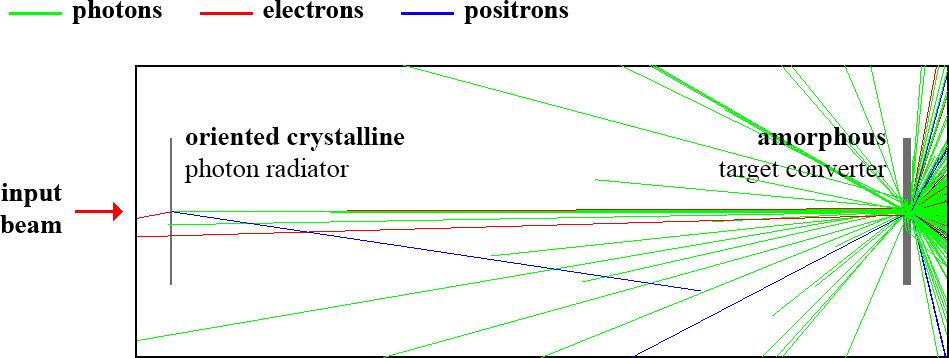 photons electrons positrons
oriented crystalline
photon radiator
amorphous
target converter
input
beam